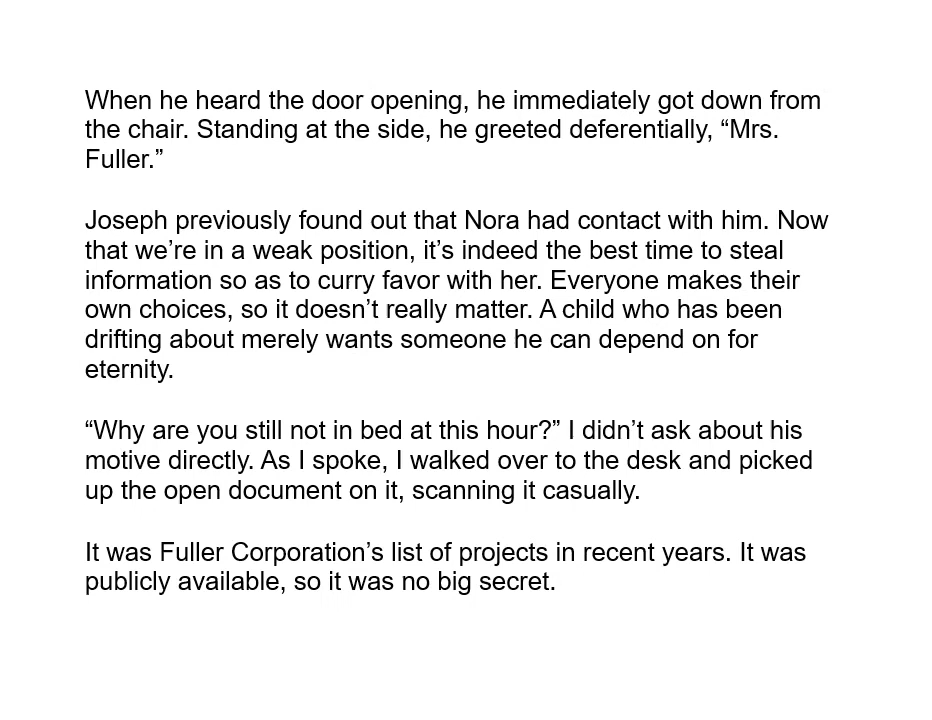 When he heard the door opening, he immediately got down from
the chair. Standing at the side, he greeted deferentially, “Mrs.
Fuller.”
Joseph previously found out that Nora had contact with him. Now
that we’re in a weak position, it’s indeed the best time to steal
information so as to curry favor with her. Everyone makes their
own choices, so it doesn’t really matter. A child who has been
drifting about merely wants someone he can depend on for
eternity.
“Why are you still not in bed at this hour?” I didn’t ask about his
motive directly. As I spoke, I walked over to the desk and picked
up the open document on it, scanning it casually.
It was Fuller Corporation’s list of projects in recent years. It was
publicly available, so it was no big secret.